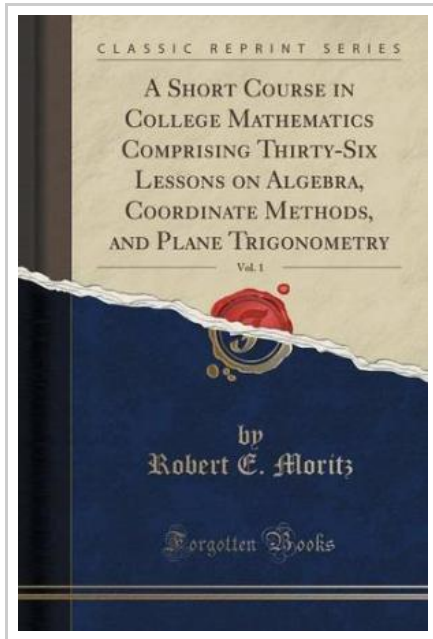 CLASSIC REPRINT SERIES
A SHORT COURSE IN
COLLEGE MATHEMATICS
COMPRISING THIRTY-SIX
LESSONS ON ALGEBRA,
COORDINATE METHODS,
AND PLANE TRIGONOMETRY
Vol. 1
F
by
Robert E. Moritz
Forgotten Books